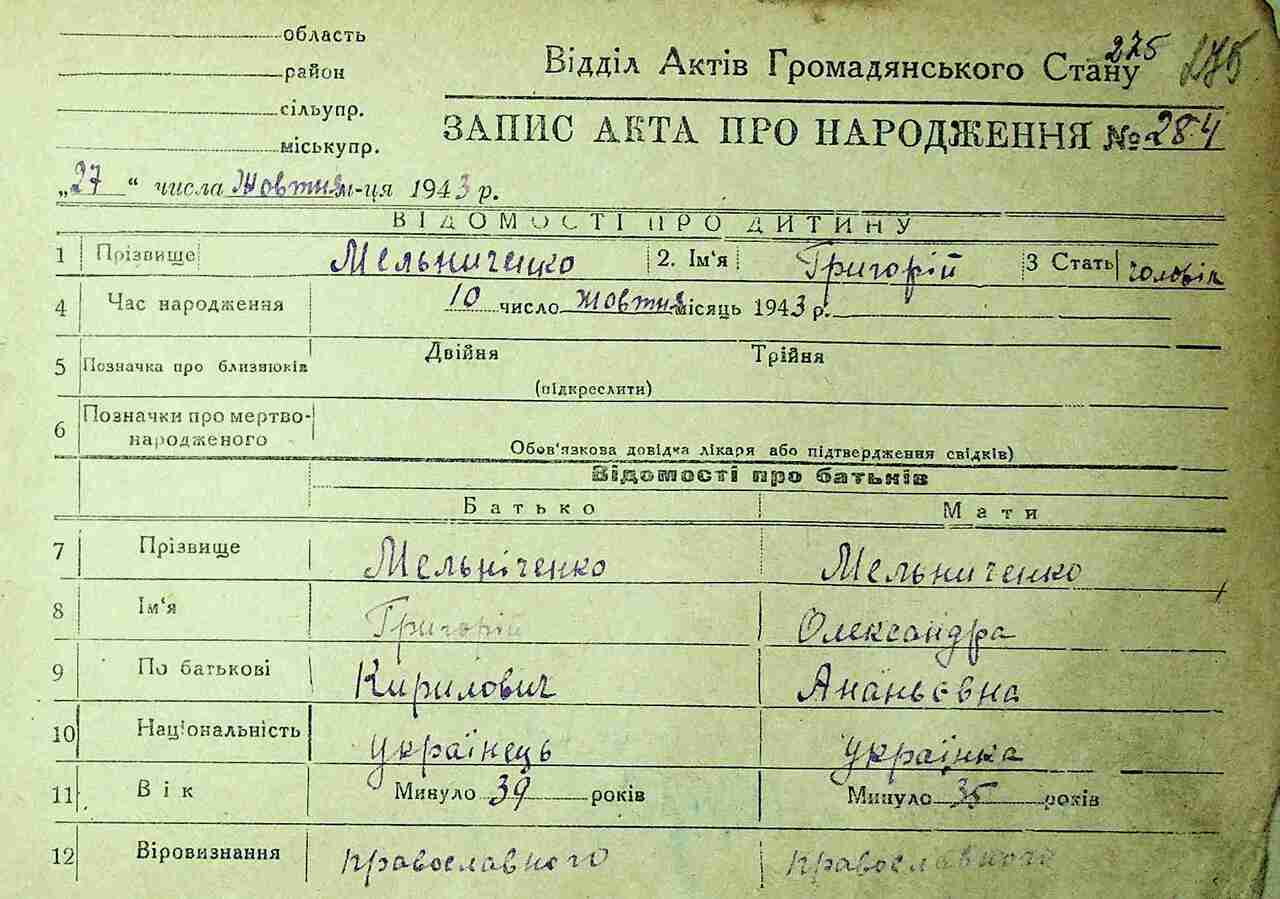 область
район
сільупр.
міськупр.
Відділ Актів Громадянського Стану 275 275
ЗАПИС АКТА ПРО НАРОДЖЕННЯ № 284
„27“ числа Жовтня м-ця 1943 р.
ВІДОМОСТІ ПРО ДИТИНУ
1 Прізвище Мельниченко 2. Ім'я Григорій 3 Стать чоловік
4 Час народження 10 число жовтня місяць 1943 р.
5 Позначка про близнюків Двійня Трійня
(підкреслити)
6 Позначки про мертво-
народженого
Обов'язкова довідка лікаря або підтвердження свідків)
Відомості про батьків
Батько Мати
7 Прізвище Мельніченко Мельниченко
8 Ім'я Григорій Олександра
9 По батькові Кирилович Ананьєвна
10 Національність українець українка
11 Вік Минуло 39 років Минуло 35 років
12 Віровизнання православного православного